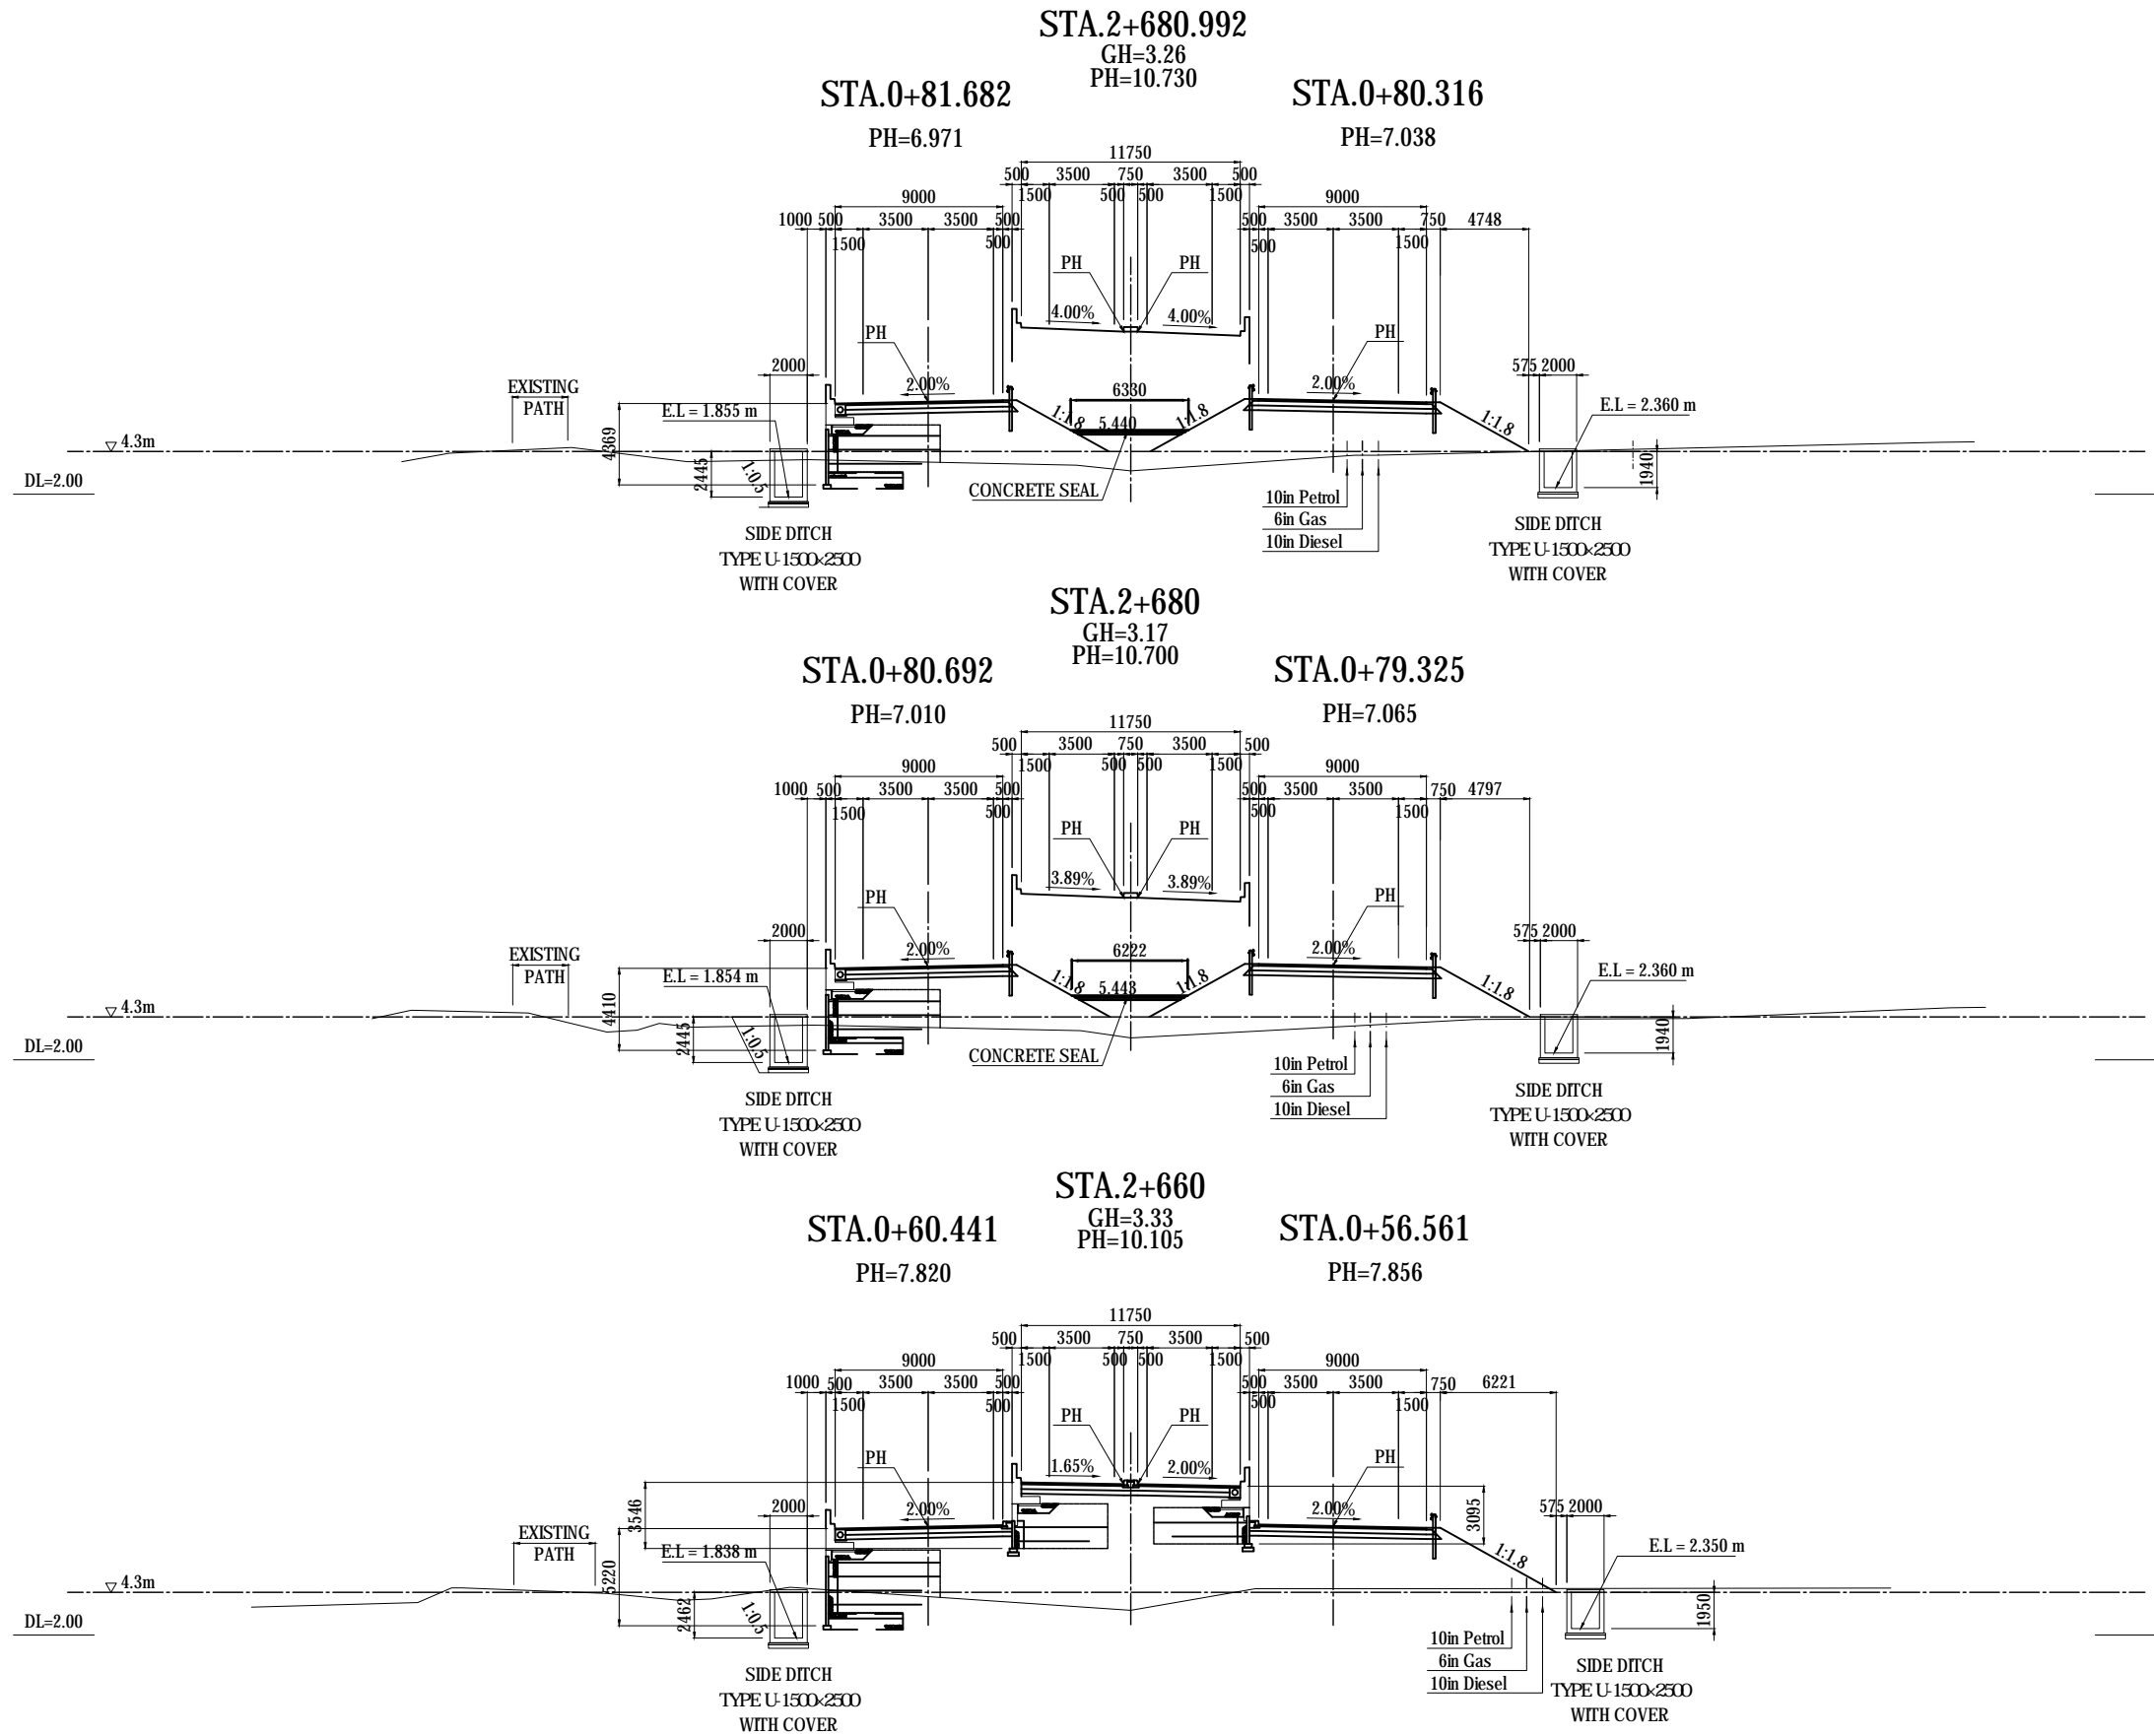 STA.2+680.992
GH=3.26
PH=10.730
STA.0+81.682
STA.0+80.316
PH=6.971
PH=7.038
11750
500 3500 750 3500 500
1500 500 500 1500
9000
9000
1000 500 3500 3500 500
500 3500 3500 750 4748
1500 500
500 1500
PH
PH
4.00%
4.00%
PH
PH
2000
575 2000
EXISTING
PATH
E.L = 1.855 m
2.00%
6330
2.00%
E.L = 2.360 m
1:1.8
5.440
1:1.8
1:1.8
4369
4.3m
2445
1:0.5
1940
DL=2.00
CONCRETE SEAL
10in Petrol
6in Gas
10in Diesel
SIDE DITCH
TYPE U-1500×2500
WITH COVER
SIDE DITCH
TYPE U-1500×2500
WITH COVER
STA.2+680
GH=3.17
PH=10.700
STA.0+80.692
STA.0+79.325
PH=7.010
PH=7.065
11750
500 3500 750 3500 500
1500 500 500 1500
9000
9000
1000 500 3500 3500 500
500 3500 3500 750 4797
1500 500
500 1500
PH
PH
3.89%
3.89%
PH
PH
2000
575 2000
EXISTING
PATH
E.L = 1.854 m
2.00%
6222
2.00%
E.L = 2.360 m
1:1.8
5.443
1:1.8
1:1.8
4410
4.3m
2445
1:0.5
1940
DL=2.00
CONCRETE SEAL
10in Petrol
6in Gas
10in Diesel
SIDE DITCH
TYPE U-1500×2500
WITH COVER
SIDE DITCH
TYPE U-1500×2500
WITH COVER
STA.2+660
GH=3.33
PH=10.105
STA.0+60.441
STA.0+56.561
PH=7.820
PH=7.856
11750
500 3500 750 3500 500
1500 500 500 1500
9000
9000
1000 500 3500 3500 500
500 3500 3500 750 6221
1500 500
500 1500
PH
PH
1.65%
2.00%
PH
PH
2000
575 2000
3546
3095
EXISTING
PATH
2.00%
2.00%
E.L = 1.838 m
E.L = 2.350 m
1:1.8
5220
4.3m
2462
1:0.5
1950
DL=2.00
10in Petrol
6in Gas
10in Diesel
SIDE DITCH
TYPE U-1500×2500
WITH COVER
SIDE DITCH
TYPE U-1500×2500
WITH COVER